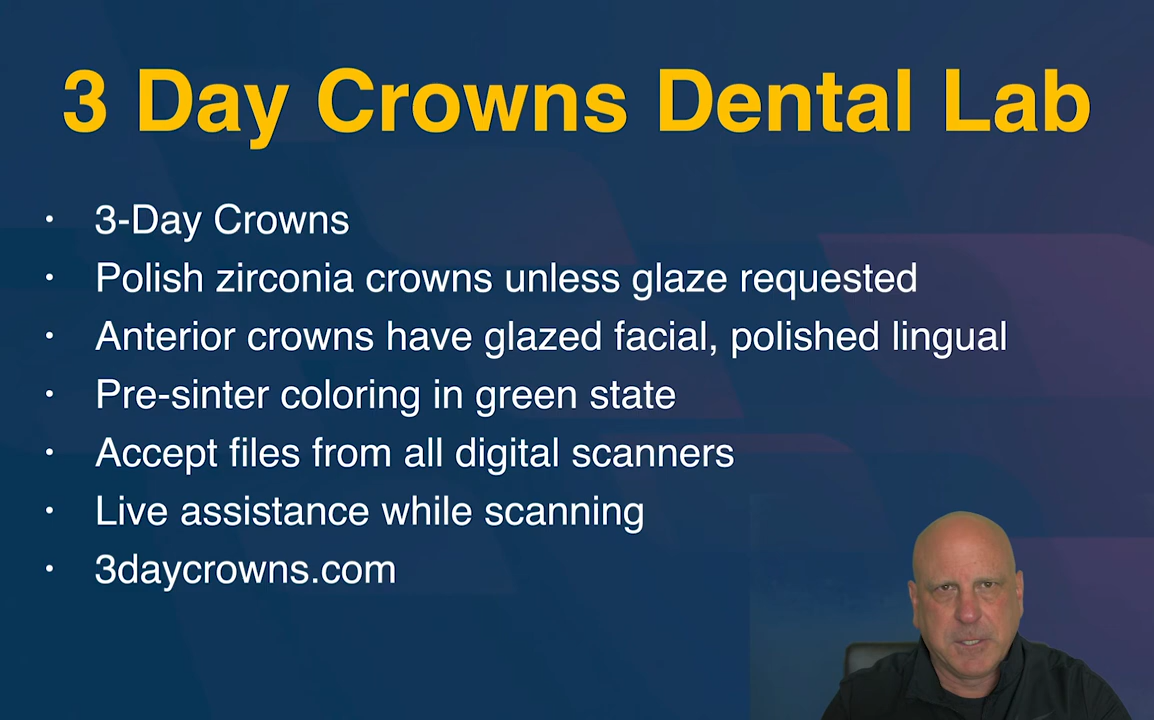 3 Day Crowns Dental Lab
• 3-Day Crowns
• Polish zirconia crowns unless glaze requested
• Anterior crowns have glazed facial, polished lingual
• Pre-sinter coloring in green state
• Accept files from all digital scanners
• Live assistance while scanning
• 3daycrowns.com